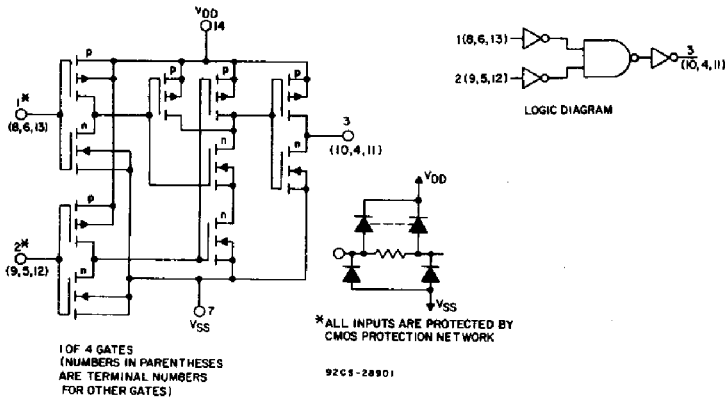 VDD
14
p
p
p
p
1*
(8,6,13)
n
n
n
3
(10,4,11)
p
n
2*
(9,5,12)
n
7
VSS
1 OF 4 GATES
(NUMBERS IN PARENTHESES
ARE TERMINAL NUMBERS
FOR OTHER GATES)
1(8,6,13)
2(9,5,12)
3
(10,4,11)
LOGIC DIAGRAM
VDD
VSS
*ALL INPUTS ARE PROTECTED BY
CMOS PROTECTION NETWORK
92CS-28901